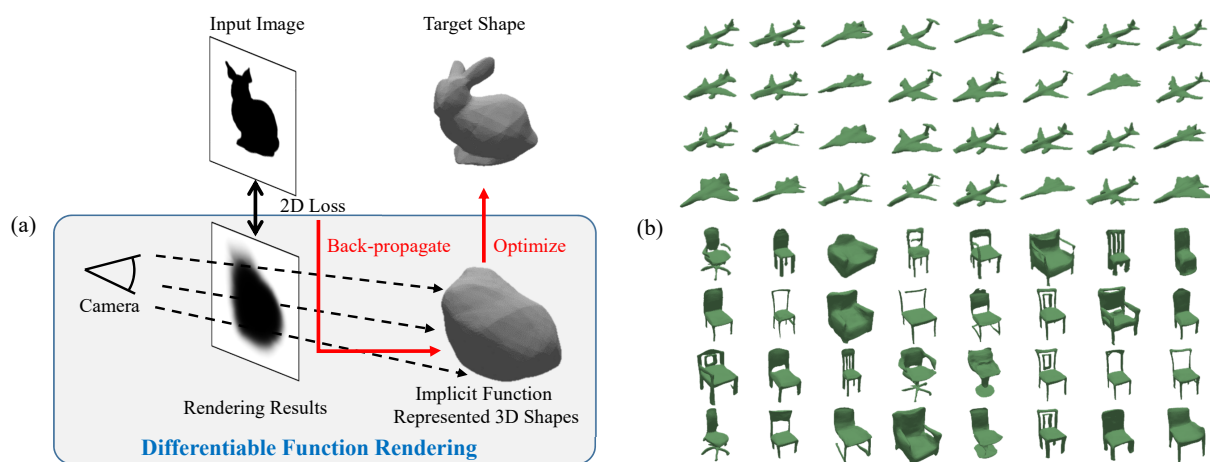 Input Image
Target Shape
2D Loss
(a)
Back-propagate
Optimize
Camera
Rendering Results
Implicit Function
Represented 3D Shapes
Differentiable Function Rendering
(b)